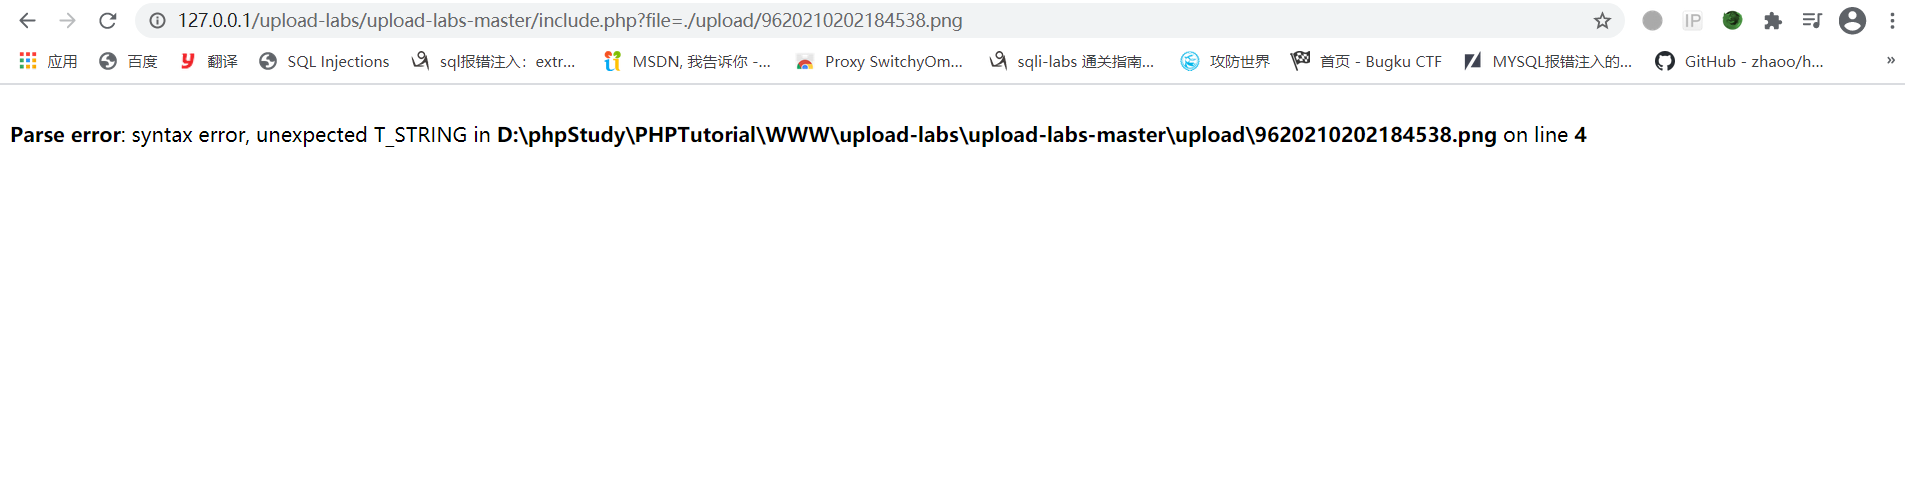 127.0.0.1/upload-labs/upload-labs-master/include.php?file=./upload/9620210202184538.png IP
应用 百度 翻译 SQL Injections sql报错注入：extr... MSDN, 我告诉你 -... Proxy SwitchyOm... sqli-labs 通关指南... 攻防世界 首页 - Bugku CTF MYSQL报错注入的... GitHub - zhaoo/h... »
Parse error: syntax error, unexpected T_STRING in D:\phpStudy\PHPTutorial\WWW\upload-labs\upload-labs-master\upload\9620210202184538.png on line 4